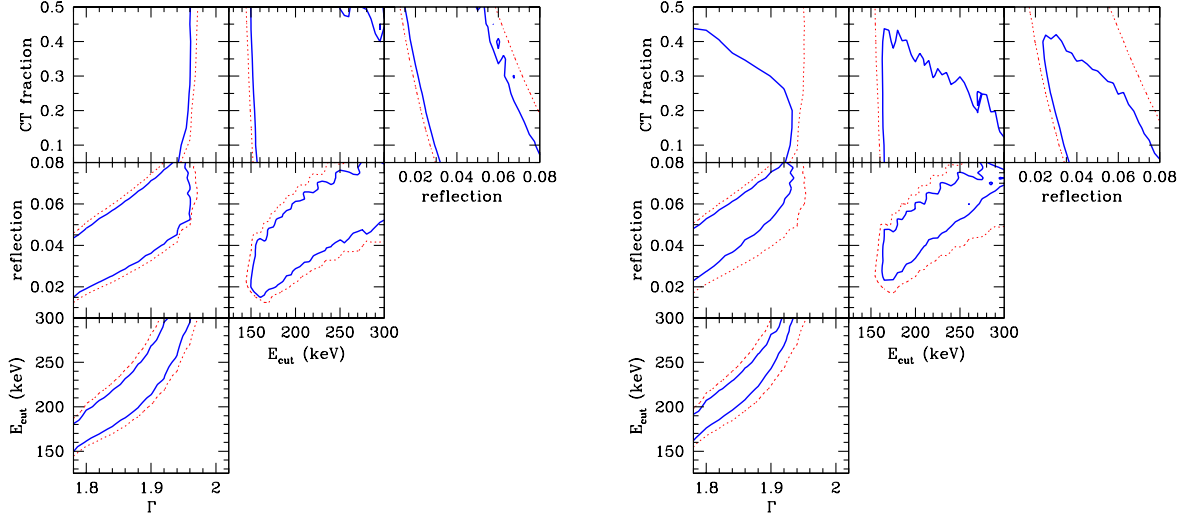 0.5
0.4
0.3
0.2
0.1
CT fraction
0.02 0.04 0.06 0.08
reflection
0.08
0.06
0.04
0.02
reflection
150 200 250 300
E_cut (keV)
300
250
200
150
E_cut (keV)
1.8 1.9 2
Γ
0.5
0.4
0.3
0.2
0.1
CT fraction
0.02 0.04 0.06 0.08
reflection
0.08
0.06
0.04
0.02
reflection
150 200 250 300
E_cut (keV)
300
250
200
150
E_cut (keV)
1.8 1.9 2
Γ